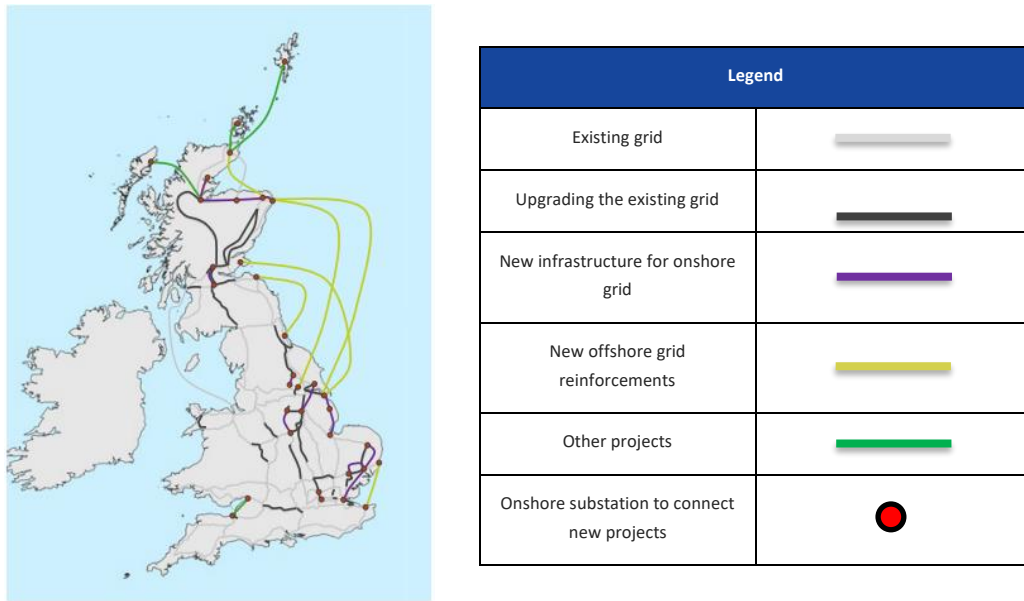 Legend
Existing grid
Upgrading the existing grid
New infrastructure for onshore
grid
New offshore grid
reinforcements
Other projects
Onshore substation to connect
new projects